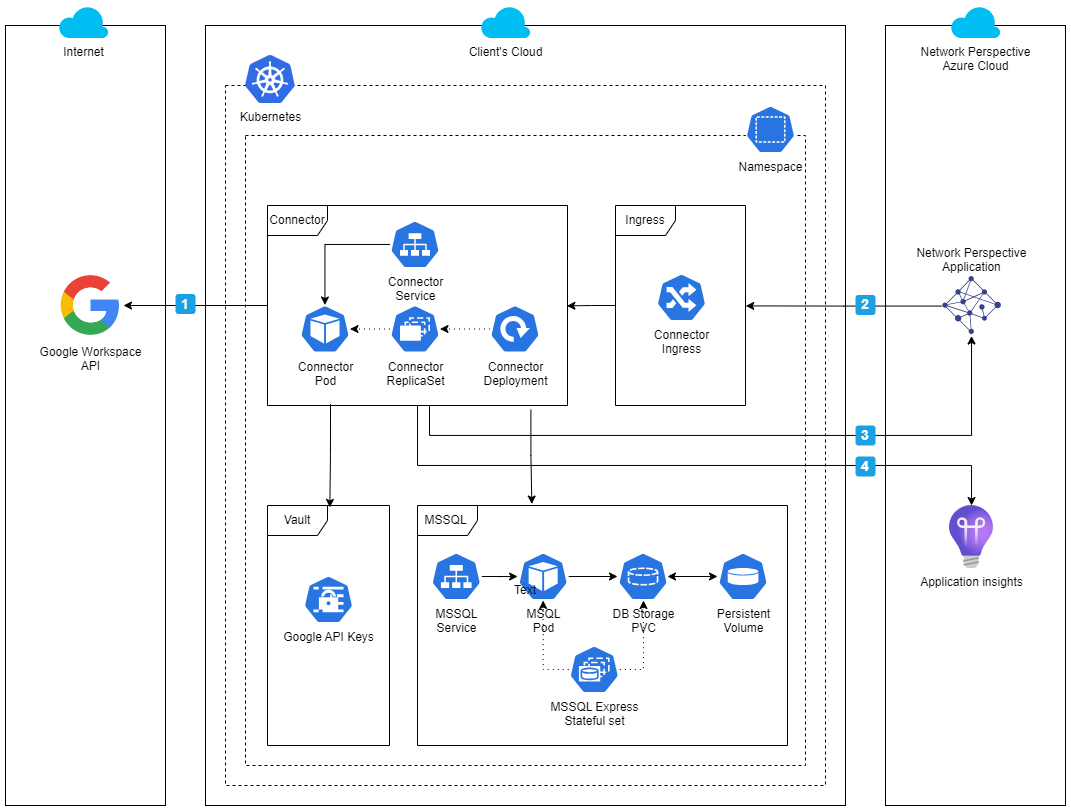 Internet
Client's Cloud
Network Perspective
Azure Cloud
Kubernetes
Namespace
Connector
Ingress
Connector
Service
Network Perspective
Application
1
2
Connector
Ingress
Google Workspace
API
Connector
Pod
Connector
ReplicaSet
Connector
Deployment
3
4
Vault
MSSQL
Text
Application insights
MSSQL
Service
MSQL
Pod
DB Storage
PVC
Persistent
Volume
Google API Keys
MSSQL Express
Stateful set